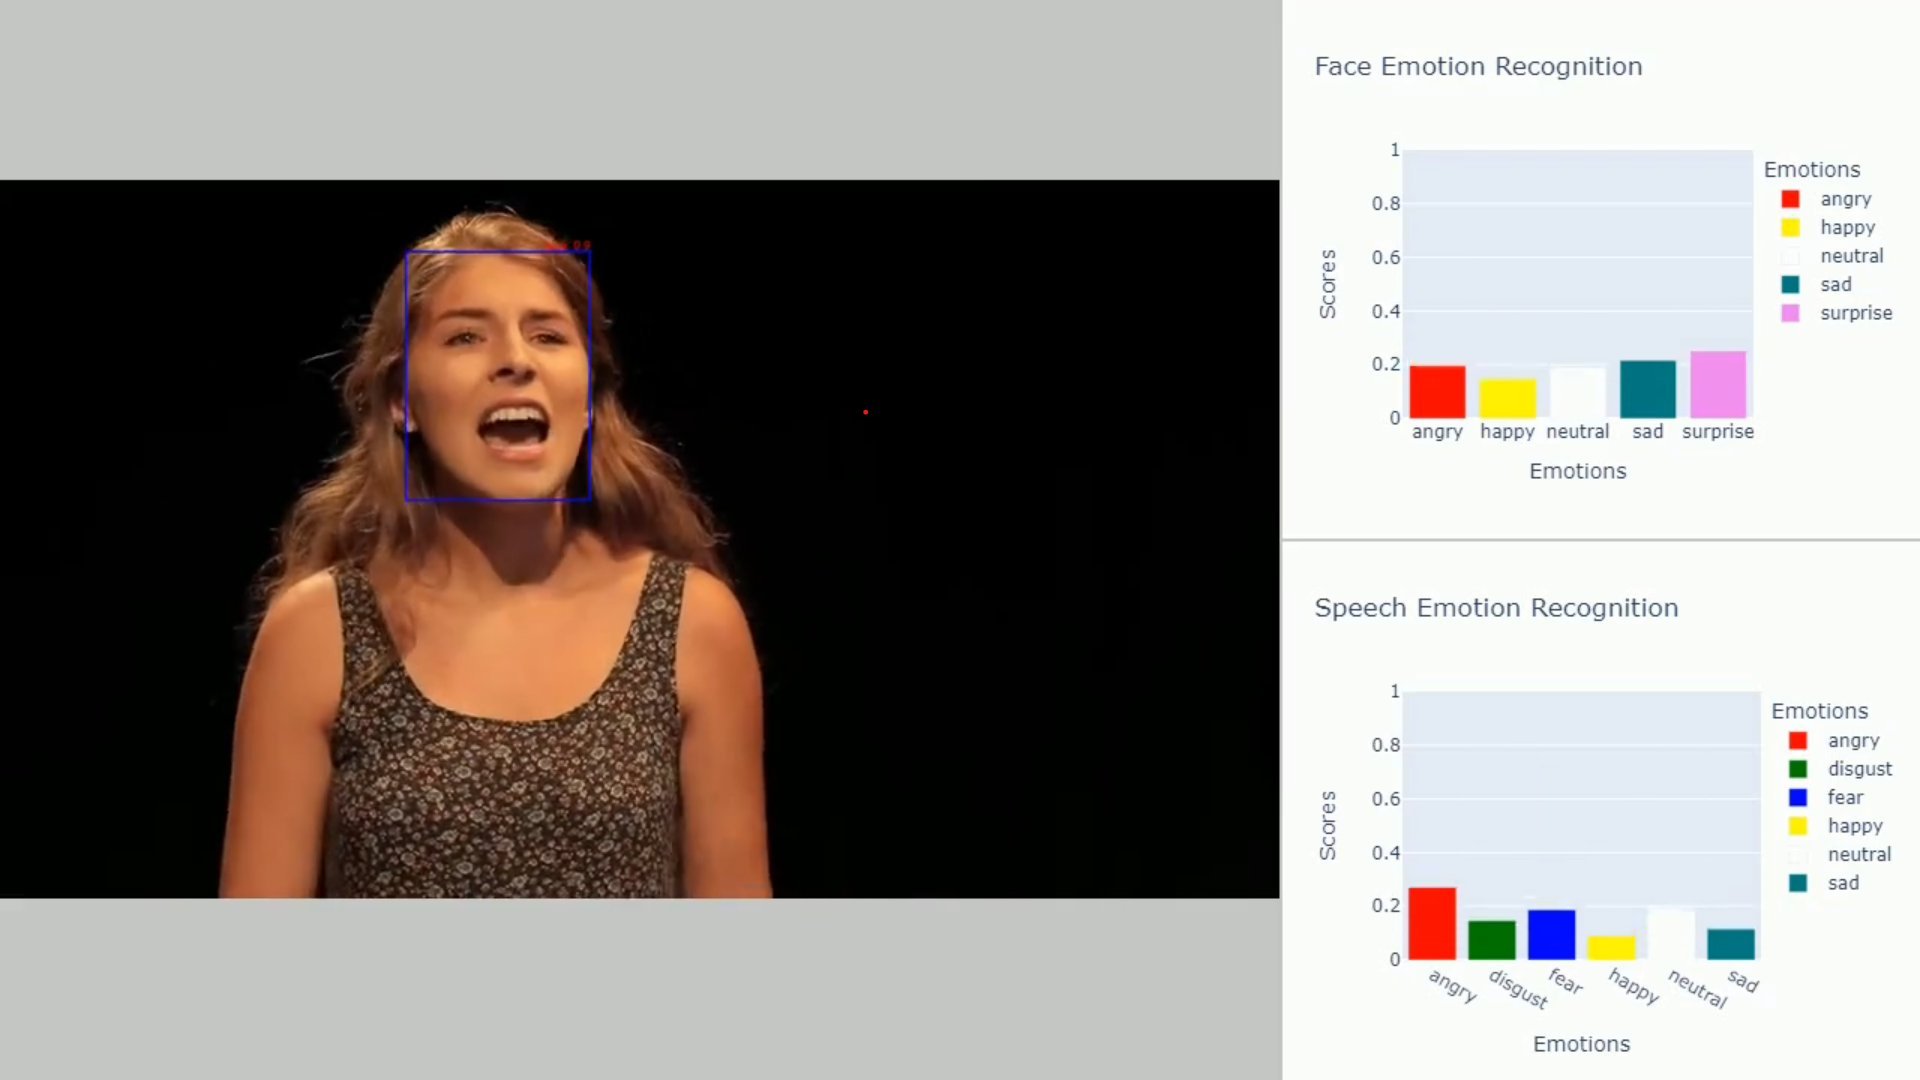 Face Emotion Recognition
1
0.8
0.6
0.4
0.2
0
Scores
angry happy neutral sad surprise
Emotions
Emotions
angry
happy
neutral
sad
surprise
Speech Emotion Recognition
1
0.8
0.6
0.4
0.2
0
Scores
angry disgust fear happy neutral sad
Emotions
Emotions
angry
disgust
fear
happy
neutral
sad